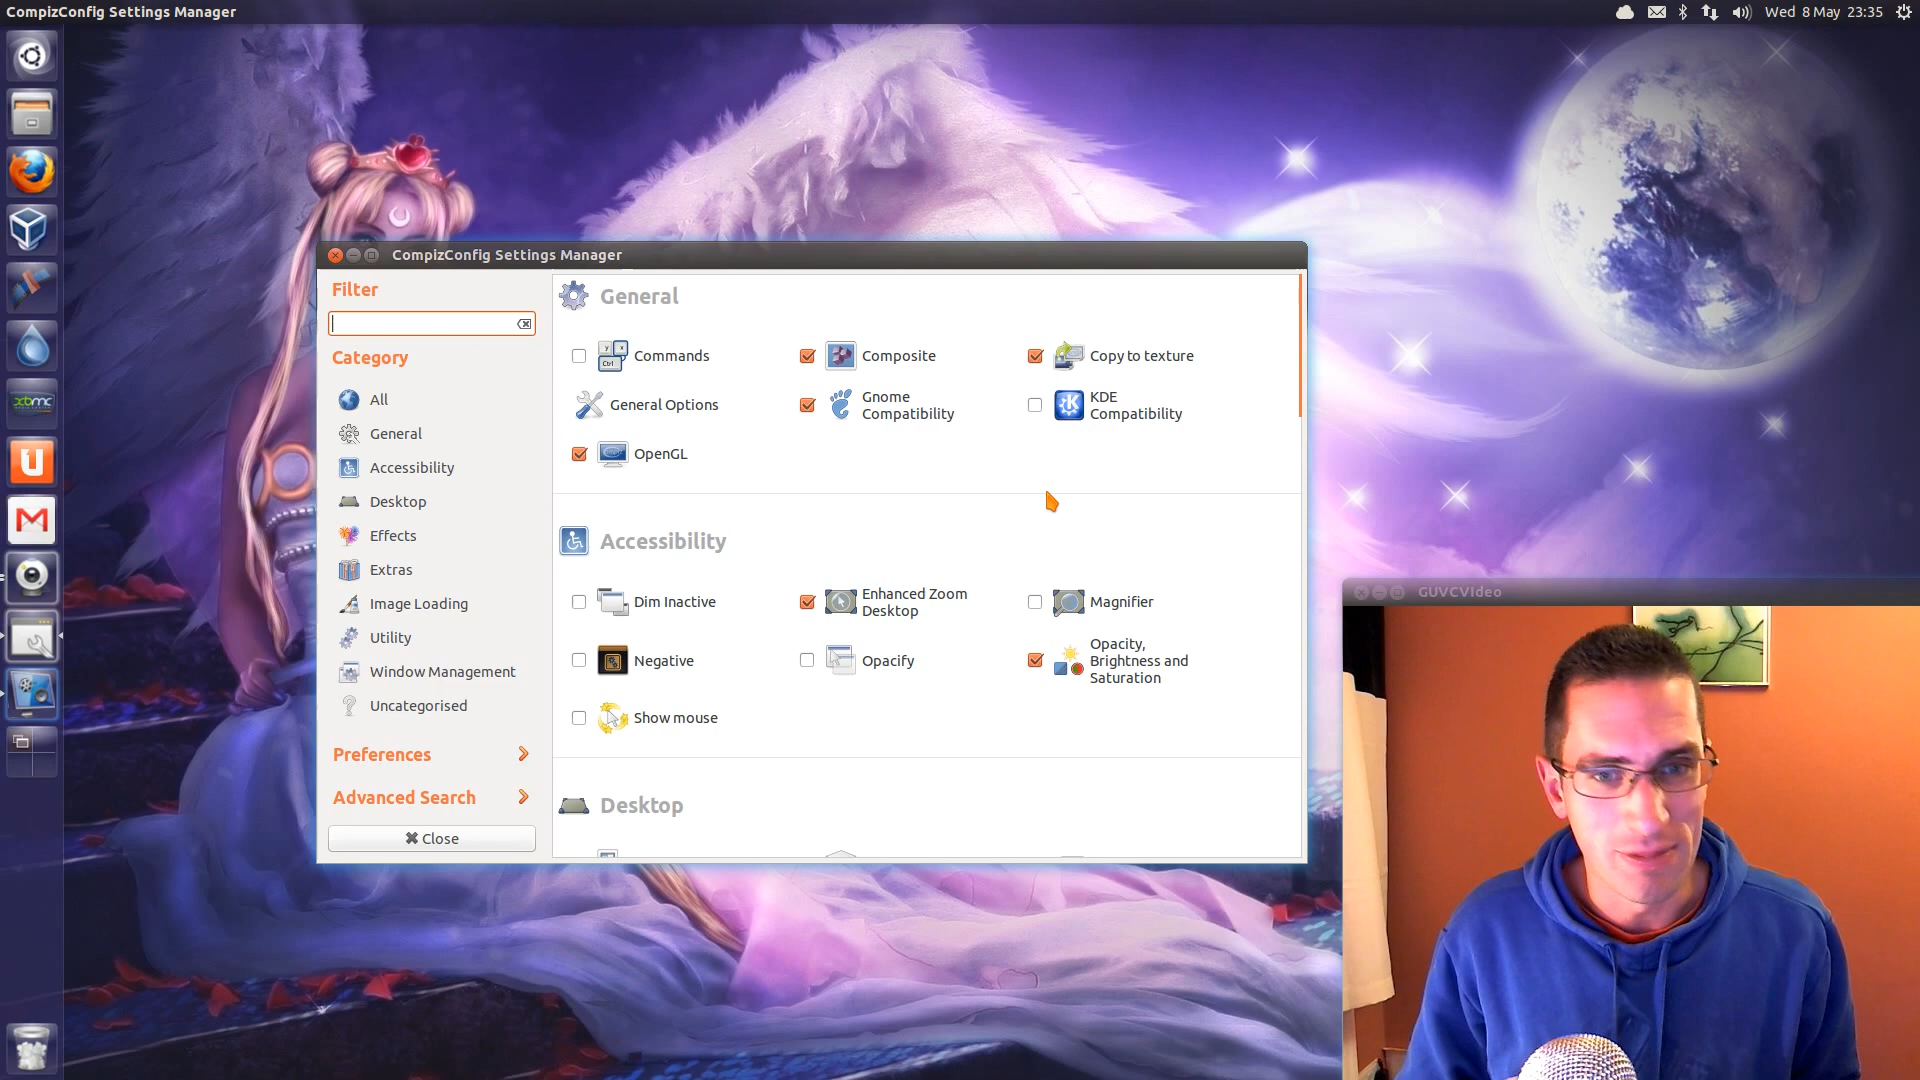 CompizConfig Settings Manager
Wed 8 May 23:35
CompizConfig Settings Manager
Filter
Category
All
General
Accessibility
Desktop
Effects
Extras
Image Loading
Utility
Window Management
Uncategorised
Preferences
Advanced Search
Close
General
Commands
Composite
Copy to texture
General Options
Gnome
Compatibility
KDE
Compatibility
OpenGL
Accessibility
Dim Inactive
Enhanced Zoom
Desktop
Magnifier
Negative
Opacify
Opacity,
Brightness and
Saturation
Show mouse
Desktop
GUVCVideo
xbmc
Ctrl